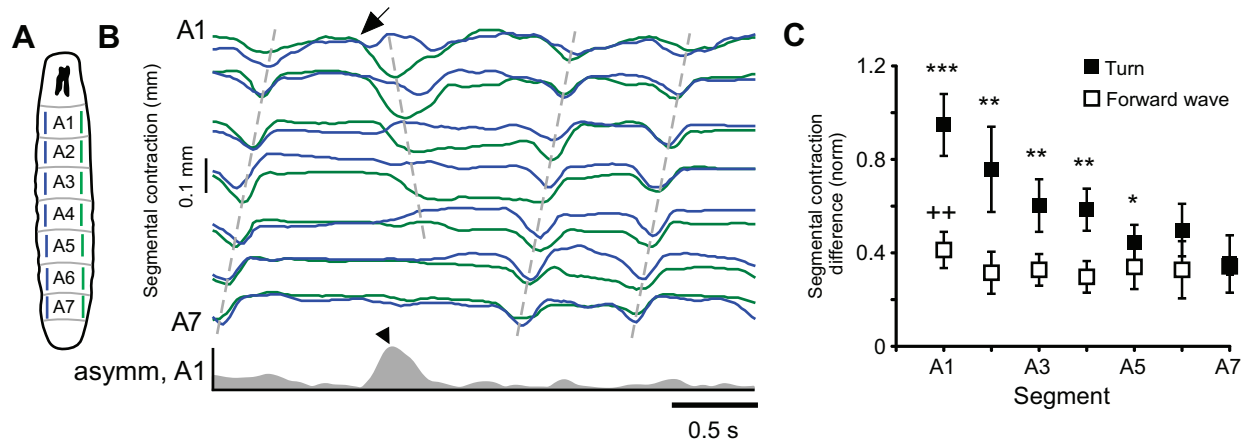 A
A1
A2
A3
A4
A5
A6
A7
B
A1
Segmental contraction (mm)
0.1 mm
A7
asymm, A1
0.5 s
C
Turn
Forward wave
Segmental contraction
difference (norm)
1.2
0.8
0.4
0
***
**
**
**
*
++
A1
A3
A5
A7
Segment